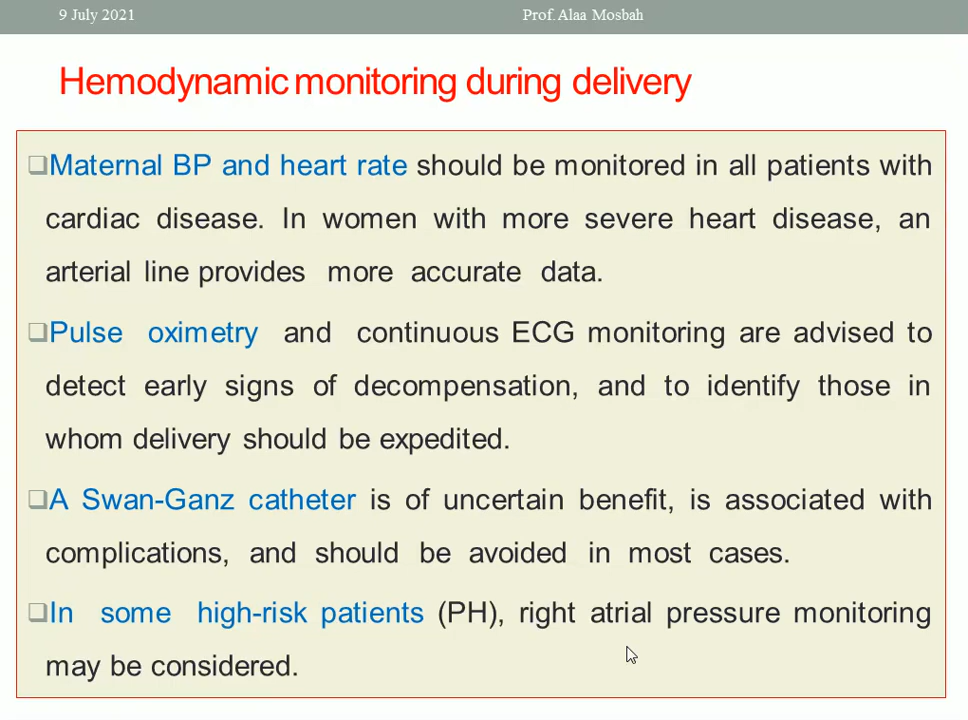 9 July 2021
Prof. Alaa Mosbah
Hemodynamic monitoring during delivery
Maternal BP and heart rate should be monitored in all patients with
cardiac disease. In women with more severe heart disease, an
arterial line provides more accurate data.
Pulse oximetry and continuous ECG monitoring are advised to
detect early signs of decompensation, and to identify those in
whom delivery should be expedited.
A Swan-Ganz catheter is of uncertain benefit, is associated with
complications, and should be avoided in most cases.
In some high-risk patients (PH), right atrial pressure monitoring
may be considered.